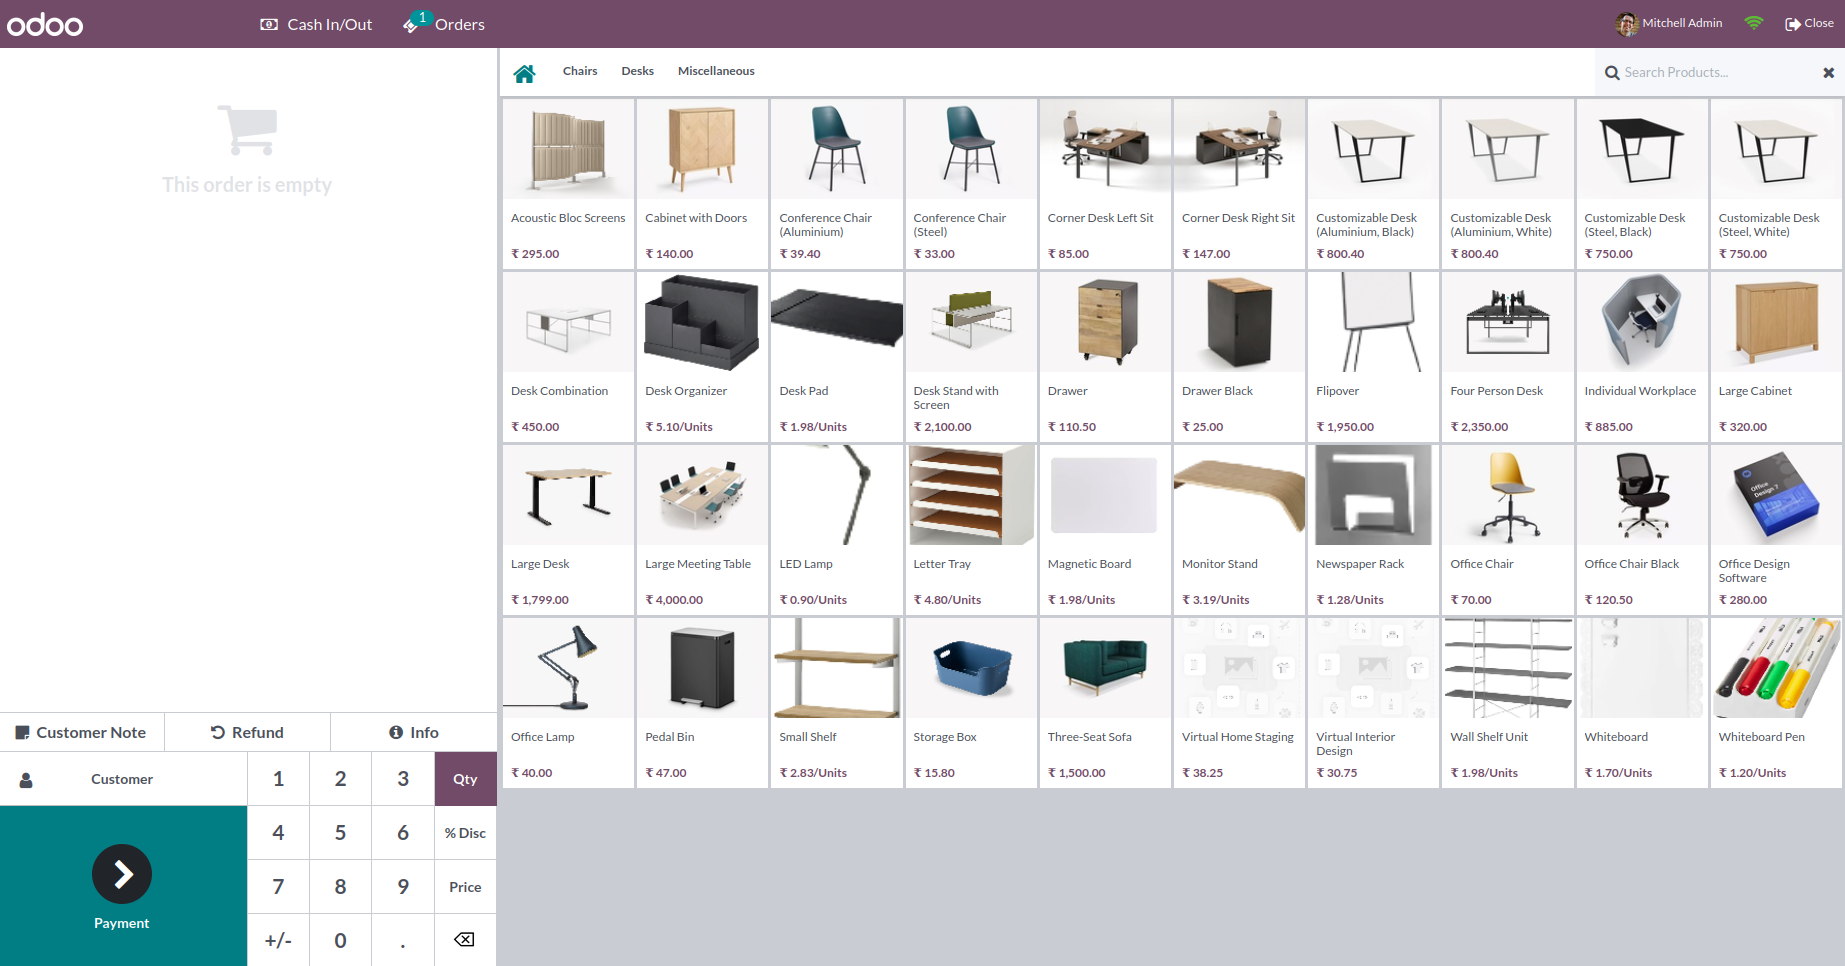 odoo
Cash In/Out
1
Orders
Mitchell Admin
Close
This order is empty
Chairs
Desks
Miscellaneous
Search Products...
Acoustic Bloc Screens
₹ 295.00
Cabinet with Doors
₹ 140.00
Conference Chair
(Aluminium)
₹ 39.40
Conference Chair
(Steel)
₹ 33.00
Corner Desk Left Sit
₹ 85.00
Corner Desk Right Sit
₹ 147.00
Customizable Desk
(Aluminium, Black)
₹ 800.40
Customizable Desk
(Aluminium, White)
₹ 800.40
Customizable Desk
(Steel, Black)
₹ 750.00
Customizable Desk
(Steel, White)
₹ 750.00
Desk Combination
₹ 450.00
Desk Organizer
₹ 5.10/Units
Desk Pad
₹ 1.98/Units
Desk Stand with
Screen
₹ 2,100.00
Drawer
₹ 110.50
Drawer Black
₹ 25.00
Flipover
₹ 1,950.00
Four Person Desk
₹ 2,350.00
Individual Workplace
₹ 885.00
Large Cabinet
₹ 320.00
Large Desk
₹ 1,799.00
Large Meeting Table
₹ 4,000.00
LED Lamp
₹ 0.90/Units
Letter Tray
₹ 4.80/Units
Magnetic Board
₹ 1.98/Units
Monitor Stand
₹ 3.19/Units
Newspaper Rack
₹ 1.28/Units
Office Chair
₹ 70.00
Office Chair Black
₹ 120.50
Office
Design 7
Office Design
Software
₹ 280.00
Office Lamp
₹ 40.00
Pedal Bin
₹ 47.00
Small Shelf
₹ 2.83/Units
Storage Box
₹ 15.80
Three-Seat Sofa
₹ 1,500.00
Virtual Home Staging
₹ 38.25
Virtual Interior
Design
₹ 30.75
Wall Shelf Unit
₹ 1.98/Units
Whiteboard
₹ 1.70/Units
Whiteboard Pen
₹ 1.20/Units
Customer Note
Refund
Info
Customer
1
2
3
Qty
4
5
6
% Disc
7
8
9
Price
Payment
+/-
0
.